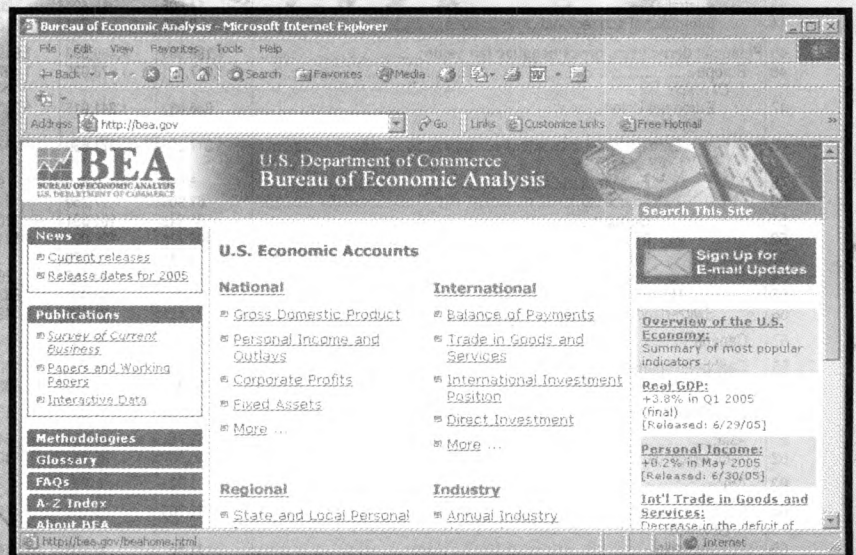 Bureau of Economic Analysis - Microsoft Internet Explorer
File Edit View Favorites Tools Help
Back Search Favorites Media
Address http://bea.gov Go Links Customize Links Free Hotmail »
BEA
BUREAU OF ECONOMIC ANALYSIS
U.S. DEPARTMENT OF COMMERCE
U.S. Department of Commerce
Bureau of Economic Analysis
Search This Site
News
Current releases
Release dates for 2005
Publications
Survey of Current
Business
Papers and Working
Papers
Interactive Data
Methodologies
Glossary
FAQs
A-Z Index
About BEA
U.S. Economic Accounts
National
Gross Domestic Product
Personal Income and
Outlays
Corporate Profits
Fixed Assets
More ...
International
Balance of Payments
Trade in Goods and
Services
International Investment
Position
Direct Investment
More ...
Regional
State and Local Personal
Industry
Annual Industry
Sign Up for
E-mail Updates
Overview of the U.S.
Economy:
Summary of most popular
indicators
Real GDP:
+3.8% in Q1 2005
(final)
[Released: 6/29/05]
Personal Income:
+0.2% in May 2005
[Released: 6/30/05]
Int'l Trade in Goods and
Services:
Decrease in the deficit of
http://bea.gov/beahome.html Internet